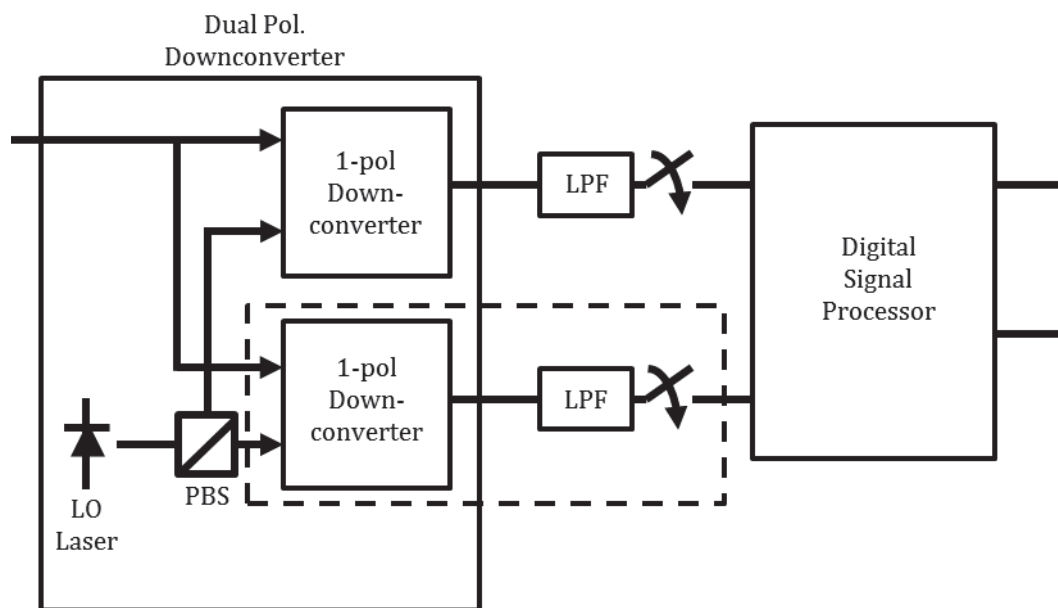 Dual Pol.
Downconverter
1-pol
Down-
converter
LPF
Digital
Signal
Processor
1-pol
Down-
converter
LPF
PBS
LO
Laser